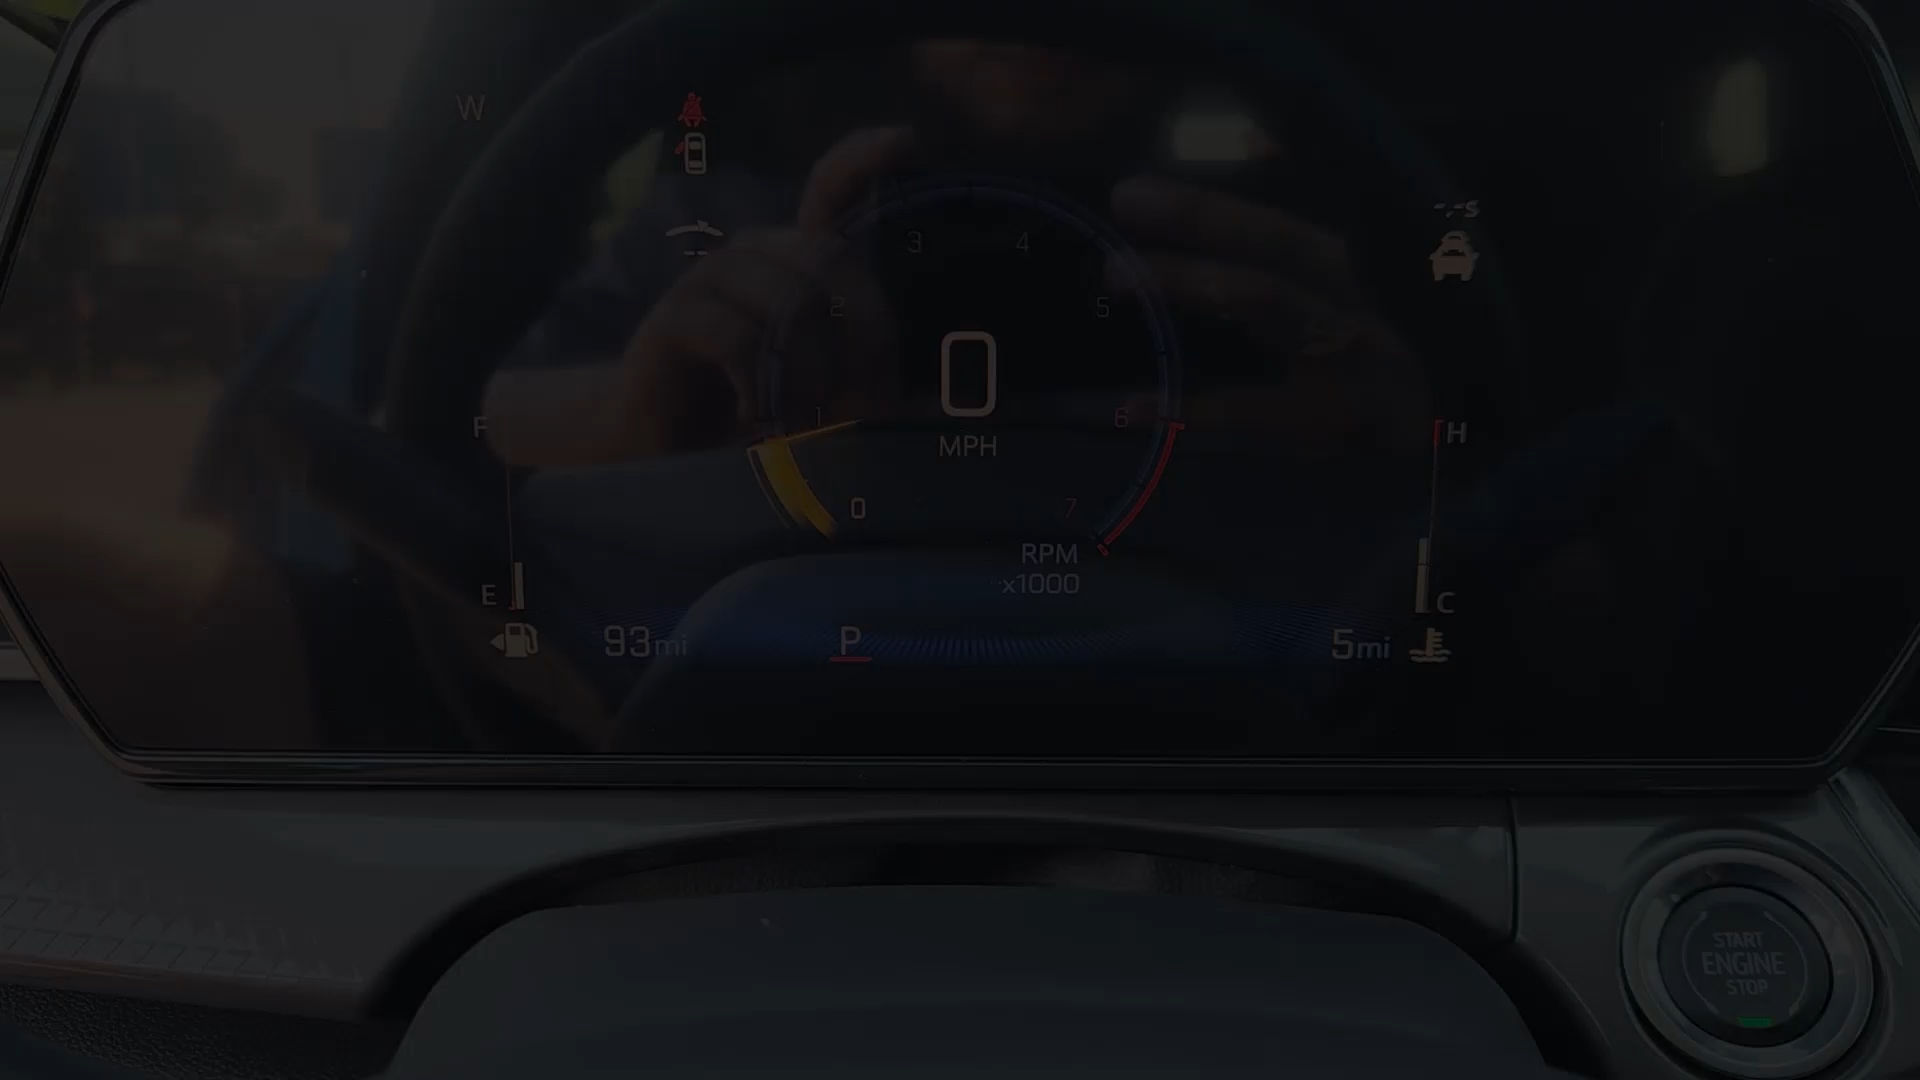 W
S
3 4
2 5
0
1 6
F H
MPH
0 7
RPM
x1000
E C
93mi P 5mi
START
ENGINE
STOP